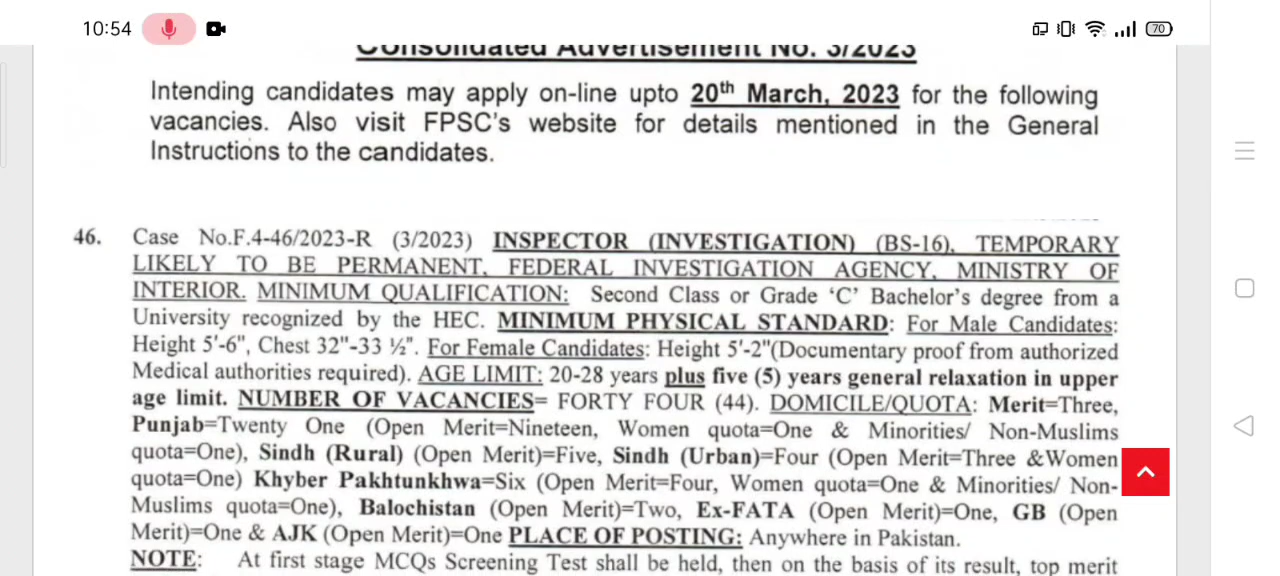 10:54
70
Consolidated Advertisement No. 3/2023
Intending candidates may apply on-line upto 20th March, 2023 for the following
vacancies. Also visit FPSC's website for details mentioned in the General
Instructions to the candidates.
46. Case No.F.4-46/2023-R (3/2023) INSPECTOR (INVESTIGATION) (BS-16), TEMPORARY
LIKELY TO BE PERMANENT, FEDERAL INVESTIGATION AGENCY, MINISTRY OF
INTERIOR. MINIMUM QUALIFICATION: Second Class or Grade 'C' Bachelor's degree from a
University recognized by the HEC. MINIMUM PHYSICAL STANDARD: For Male Candidates:
Height 5'-6", Chest 32"-33 ½". For Female Candidates: Height 5'-2"(Documentary proof from authorized
Medical authorities required). AGE LIMIT: 20-28 years plus five (5) years general relaxation in upper
age limit. NUMBER OF VACANCIES= FORTY FOUR (44). DOMICILE/QUOTA: Merit=Three,
Punjab=Twenty One (Open Merit=Nineteen, Women quota=One & Minorities/ Non-Muslims
quota=One), Sindh (Rural) (Open Merit)=Five, Sindh (Urban)=Four (Open Merit=Three &Women
quota=One) Khyber Pakhtunkhwa=Six (Open Merit=Four, Women quota=One & Minorities/ Non-
Muslims quota=One), Balochistan (Open Merit)=Two, Ex-FATA (Open Merit)=One, GB (Open
Merit)=One & AJK (Open Merit)=One PLACE OF POSTING: Anywhere in Pakistan.
NOTE: At first stage MCQs Screening Test shall be held, then on the basis of its result, top merit